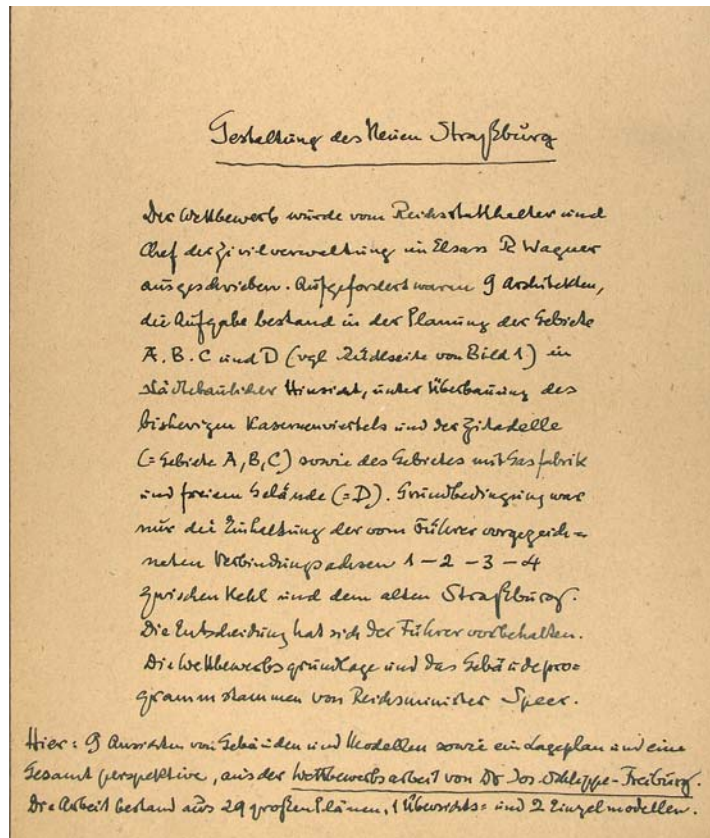 Gestaltung des Neuen Straßburg
Der Wettbewerb wurde vom Reichsstatthalter und
Chef der Zivilverwaltung im Elsass R Wagner
ausgeschrieben. Aufgefordert waren 9 Architekten,
die Aufgabe bestand in der Planung der Gebiete
A. B. C und D (vgl Rückseite von Bild 1.) in
städtebaulicher Hinsicht, unter Überbauung des
bisherigen Kasernenviertels und der Zitadelle
(= Gebiete A, B, C) sowie des Gebietes mit Gasfabrik
und freiem Gelände (= D). Grundbedingung war
nur die Einhaltung der vom Führer vorgezeich=
neten Verbindungsachsen 1 – 2 – 3 – 4
zwischen Kehl und dem alten Straßburg.
Die Entscheidung hat sich der Führer vorbehalten.
Die Wettbewerbsgrundlage und das Gebäudepro=
gramm stammen von Reichsminister Speer.
Hier: 9 Ansichten von Gebäuden und Modellen sowie ein Lageplan und eine
Gesamtperspektive, aus der Wettbewerbsarbeit von Dr Jos Schlippe-Freiburg.
Die Arbeit bestand aus 29 großen Plänen, 1 Übersichts= und 2 Einzelmodellen.